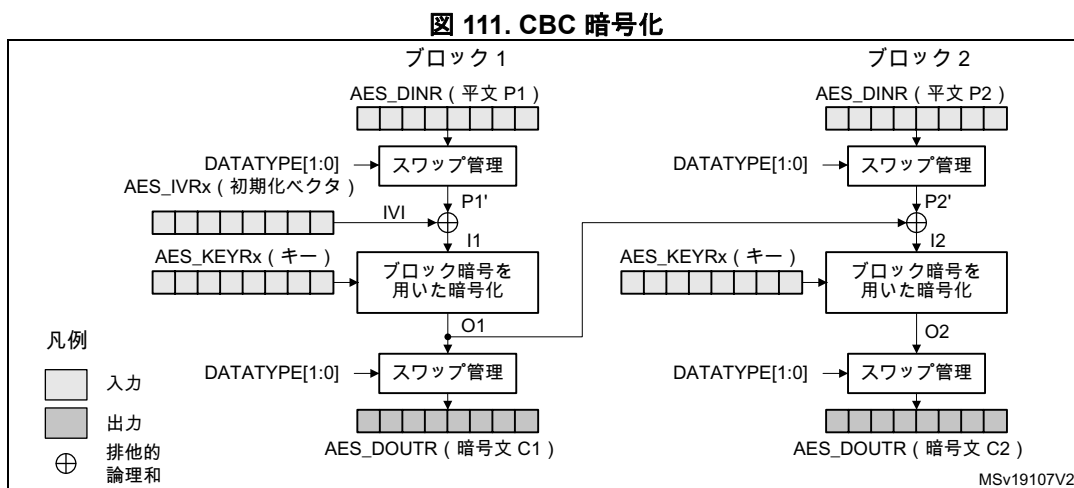 図 111. CBC 暗号化
ブロック 1
ブロック 2
AES_DINR ( 平文 P1 )
AES_DINR ( 平文 P2 )
DATATYPE[1:0]
スワップ管理
DATATYPE[1:0]
スワップ管理
AES_IVRx ( 初期化ベクタ )
P1'
P2'
IVI
I1
I2
AES_KEYRx ( キー )
ブロック暗号を
用いた暗号化
AES_KEYRx ( キー )
ブロック暗号を
用いた暗号化
O1
O2
凡例
入力
出力
排他的
論理和
DATATYPE[1:0]
スワップ管理
DATATYPE[1:0]
スワップ管理
AES_DOUTR ( 暗号文 C1 )
AES_DOUTR ( 暗号文 C2 )
MSv19107V2